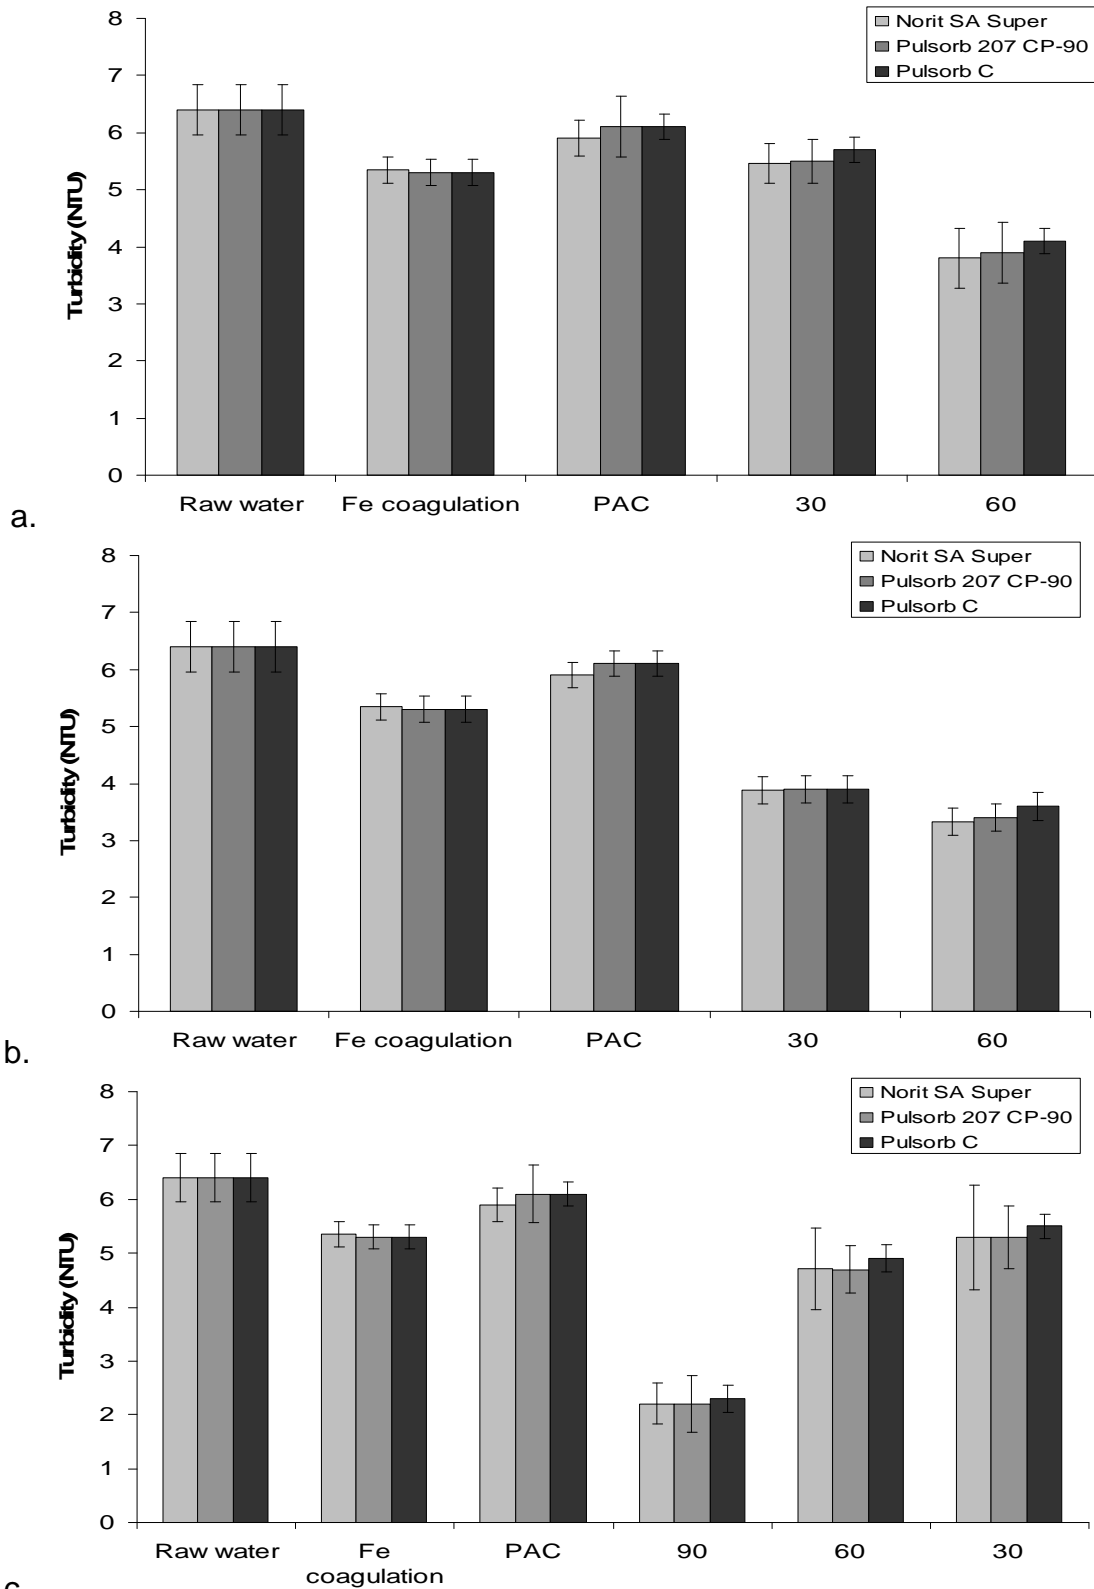 8
7
6
5
4
3
2
1
0
Turbidity (NTU)
Norit SA Super
Pulsorb 207 CP-90
Pulsorb C
Raw water Fe coagulation PAC 30 60
a.
8
7
6
5
4
3
2
1
0
Turbidity (NTU)
Norit SA Super
Pulsorb 207 CP-90
Pulsorb C
Raw water Fe coagulation PAC 30 60
b.
8
7
6
5
4
3
2
1
0
Turbidity (NTU)
Norit SA Super
Pulsorb 207 CP-90
Pulsorb C
Raw water Fe PAC 90 60 30
coagulation